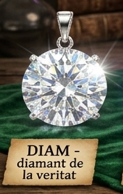 DIAM -
diamant de
la veritat